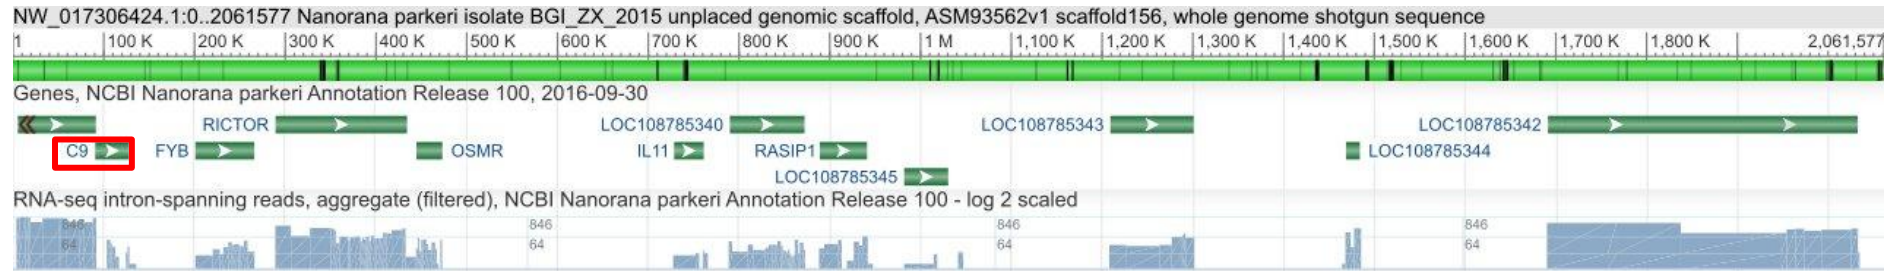 NW_017306424.1:0..2061577 Nanorana parkeri isolate BGI_ZX_2015 unplaced genomic scaffold, ASM93562v1 scaffold156, whole genome shotgun sequence
1 100 K 200 K 300 K 400 K 500 K 600 K 700 K 800 K 900 K 1 M 1,100 K 1,200 K 1,300 K 1,400 K 1,500 K 1,600 K 1,700 K 1,800 K 2,061,577
Genes, NCBI Nanorana parkeri Annotation Release 100, 2016-09-30
RICTOR LOC108785340 LOC108785343 LOC108785342
C9 FYB OSMR IL11 RASIP1 LOC108785344
LOC108785345
RNA-seq intron-spanning reads, aggregate (filtered), NCBI Nanorana parkeri Annotation Release 100 - log 2 scaled
846 846 846 846
64 64 64 64